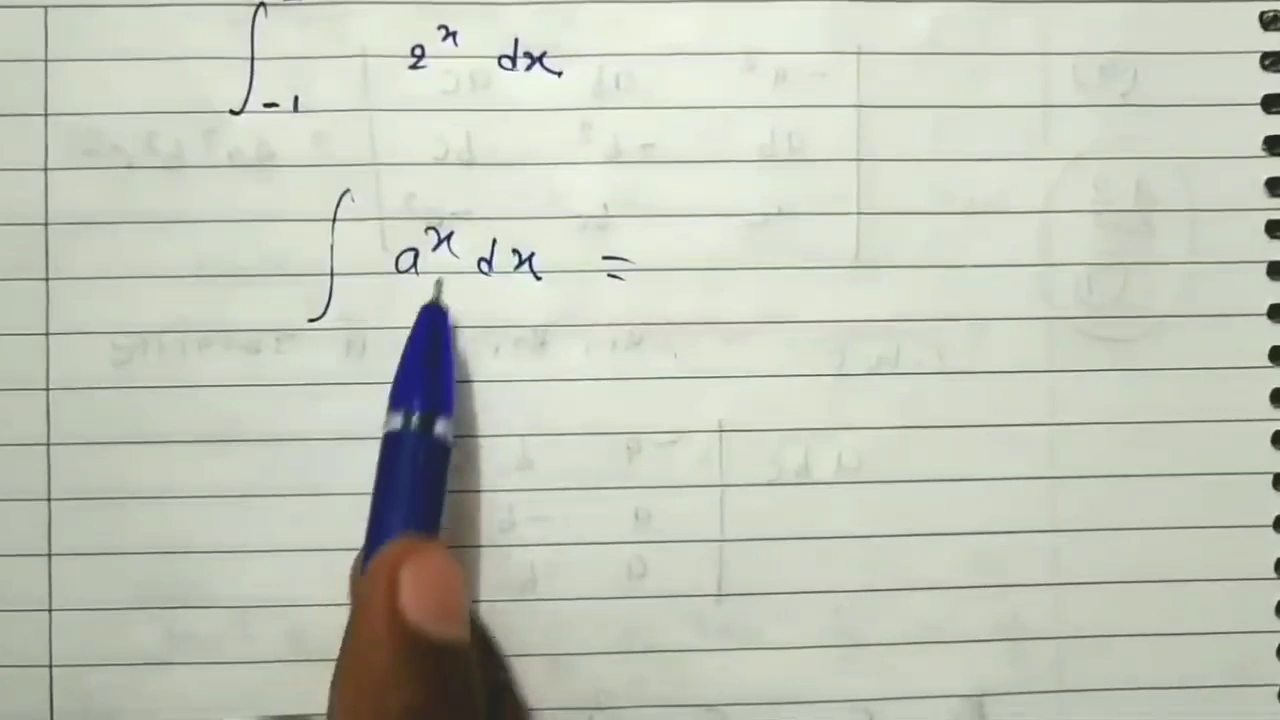 ∫₋₁ 2ˣ dx
∫ aˣ dx =